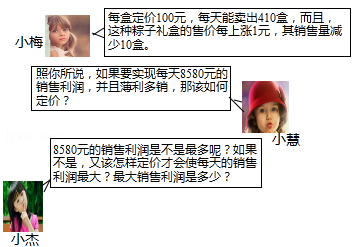 每盒定价100元，每天能卖出410盒，而且，
这种粽子礼盒的售价每上涨1元，其销售量减
少10盒。
小梅
照你所说，如果要实现每天8580元的
销售利润，并且薄利多销，那该如何
定价？
小慧
8580元的销售利润是不是最多呢？如果
不是，又该怎样定价才会使每天的销售
利润最大？最大销售利润是多少？
小杰